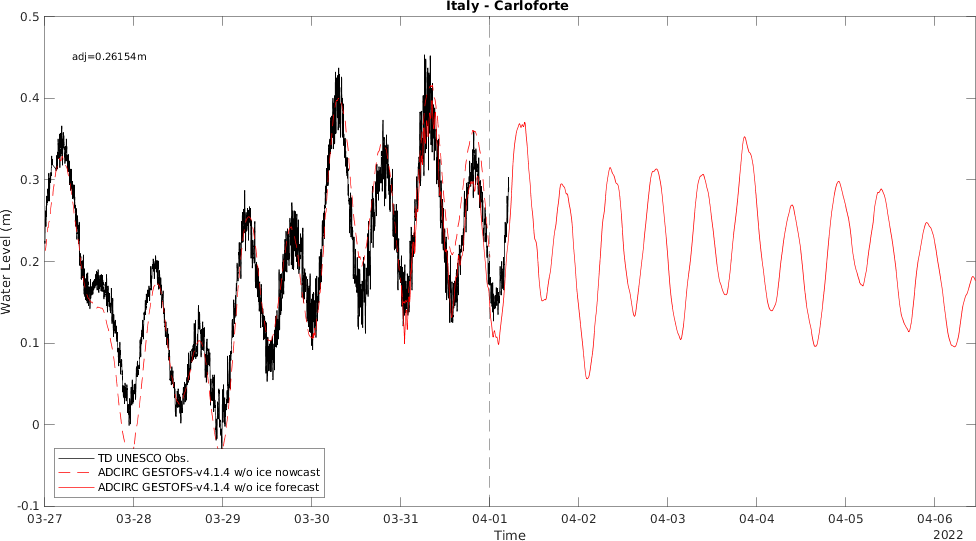 Italy - Carloforte
0.5
adj=0.26154m
0.4
0.3
0.2
0.1
0
-0.1
Water Level (m)
TD UNESCO Obs.
ADCIRC GESTOFS-v4.1.4 w/o ice nowcast
ADCIRC GESTOFS-v4.1.4 w/o ice forecast
03-27 03-28 03-29 03-30 03-31 04-01 04-02 04-03 04-04 04-05 04-06
Time
2022